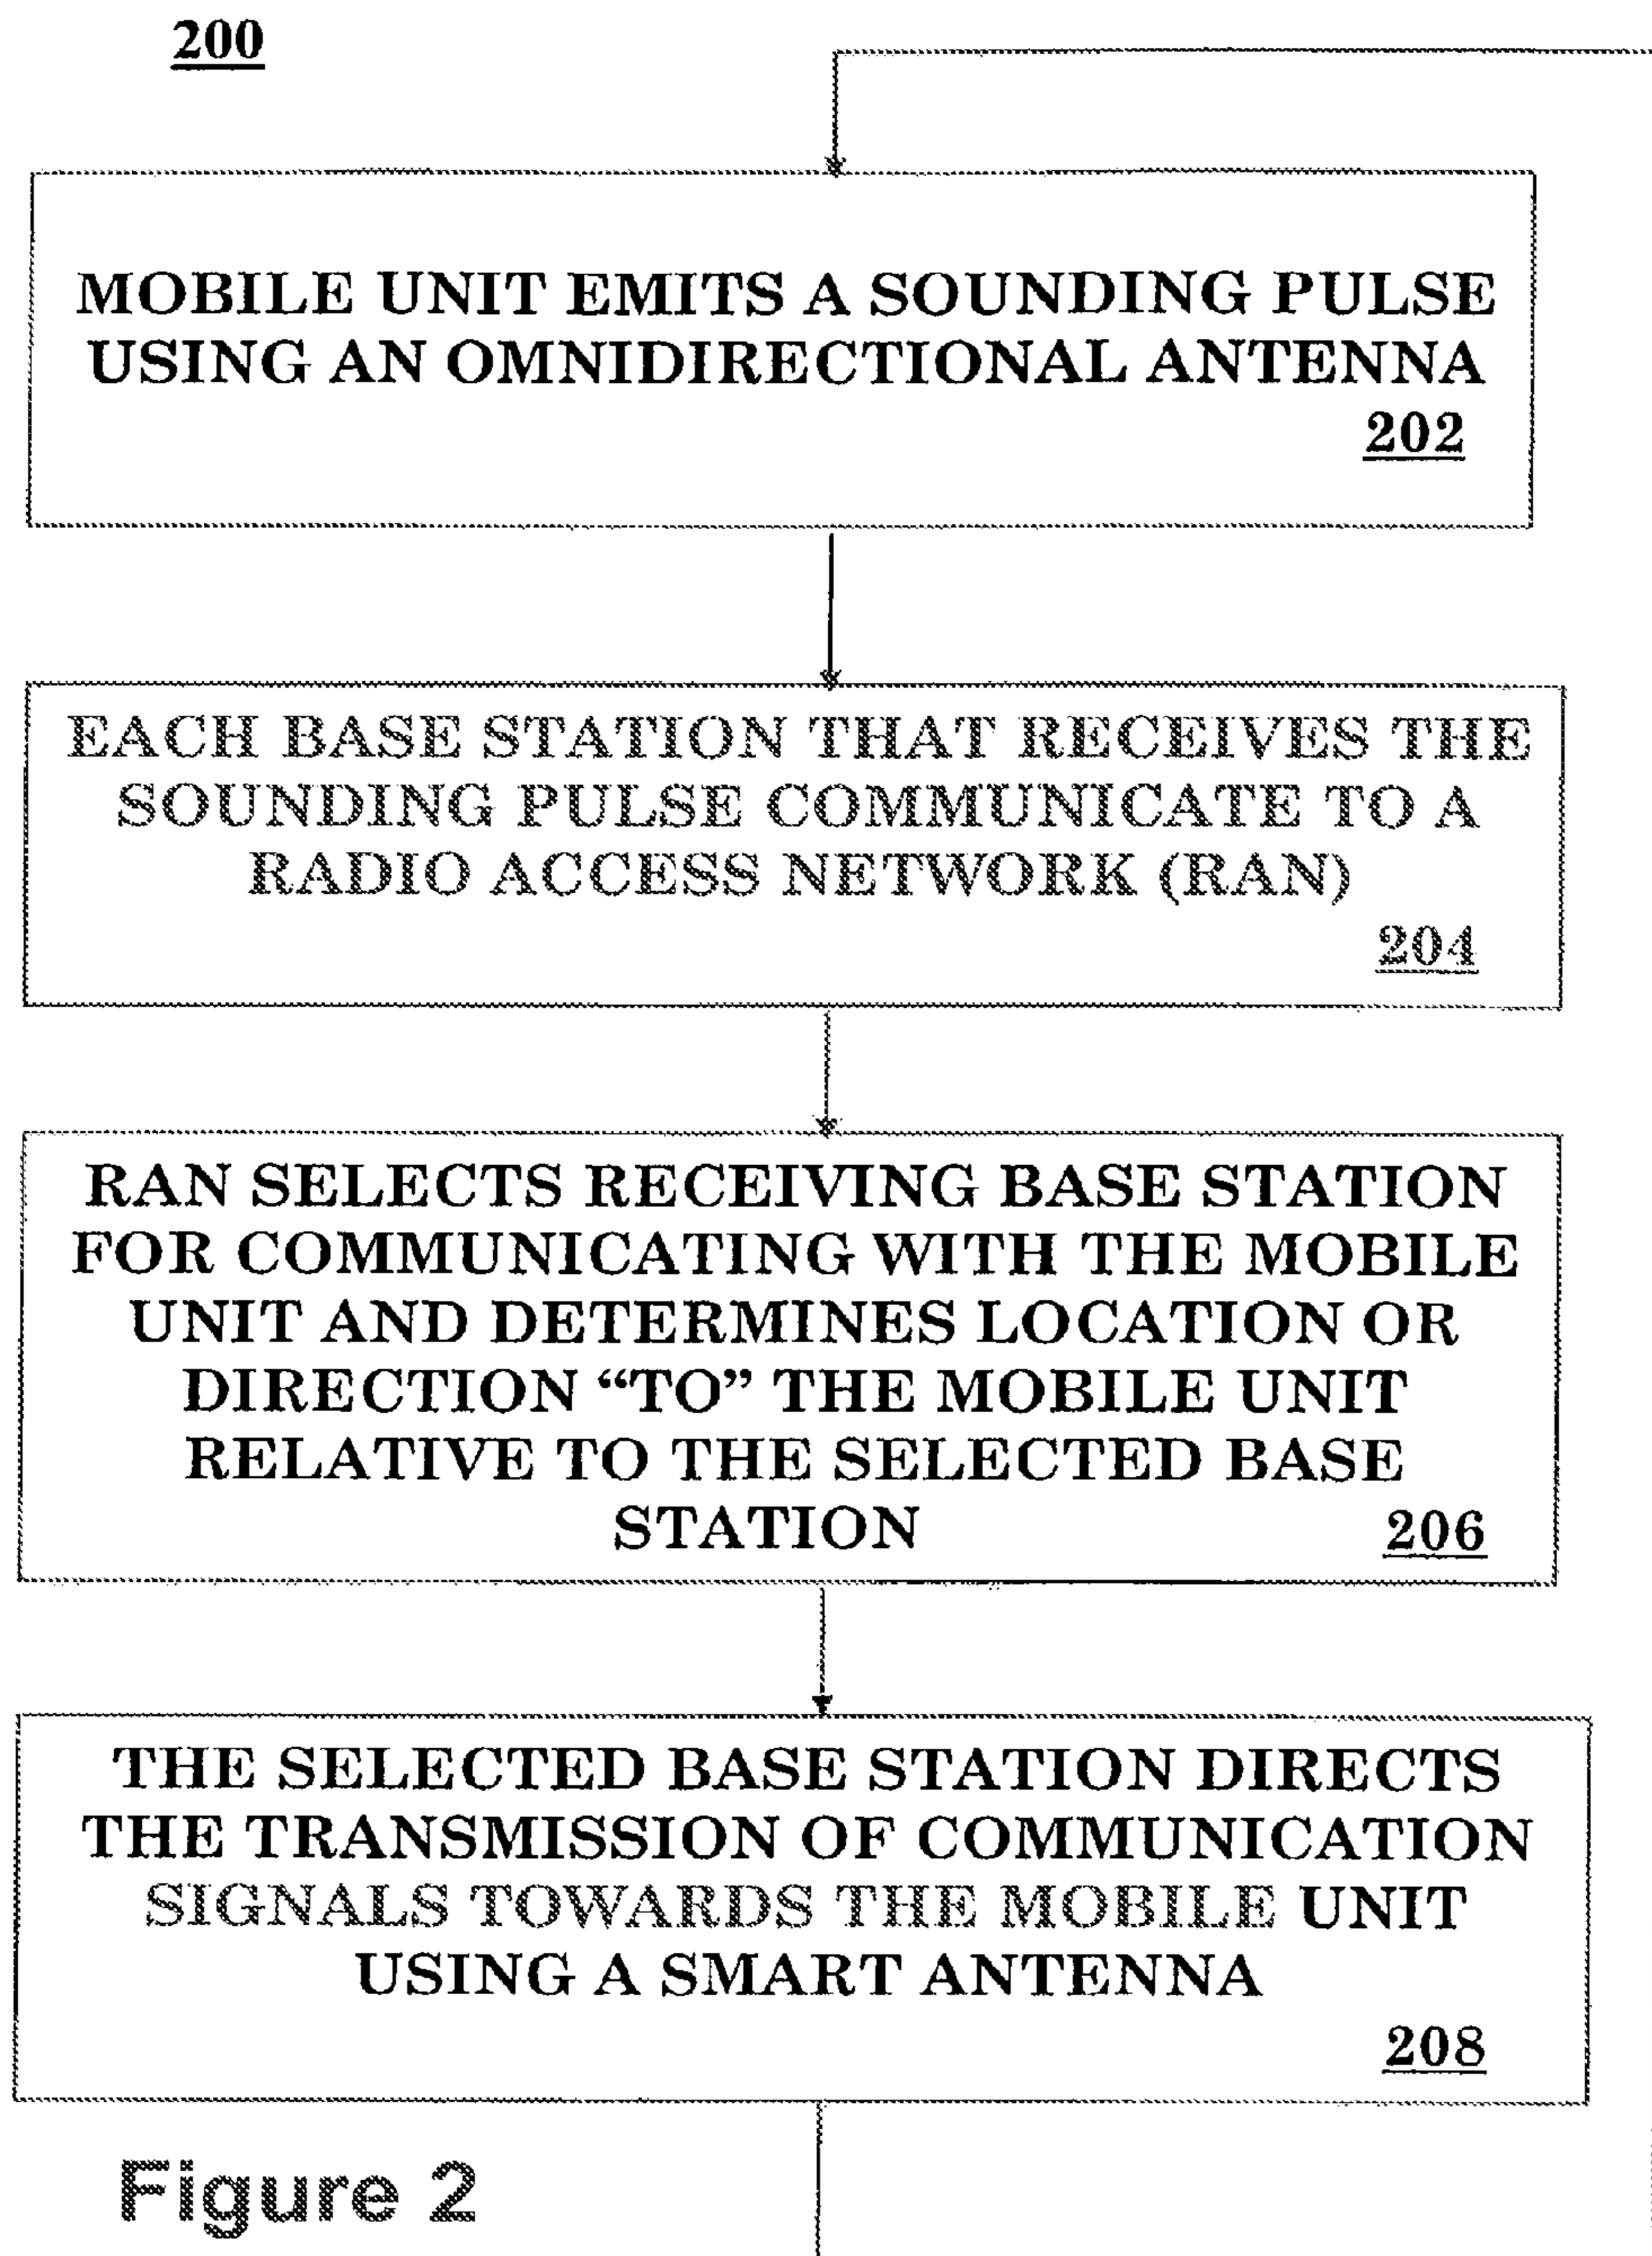 200
MOBILE UNIT EMITS A SOUNDING PULSE
USING AN OMNIDIRECTIONAL ANTENNA
202
EACH BASE STATION THAT RECEIVES THE
SOUNDING PULSE COMMUNICATE TO A
RADIO ACCESS NETWORK (RAN)
204
RAN SELECTS RECEIVING BASE STATION
FOR COMMUNICATING WITH THE MOBILE
UNIT AND DETERMINES LOCATION OR
DIRECTION “TO” THE MOBILE UNIT
RELATIVE TO THE SELECTED BASE
STATION 206
THE SELECTED BASE STATION DIRECTS
THE TRANSMISSION OF COMMUNICATION
SIGNALS TOWARDS THE MOBILE UNIT
USING A SMART ANTENNA
208
Figure 2